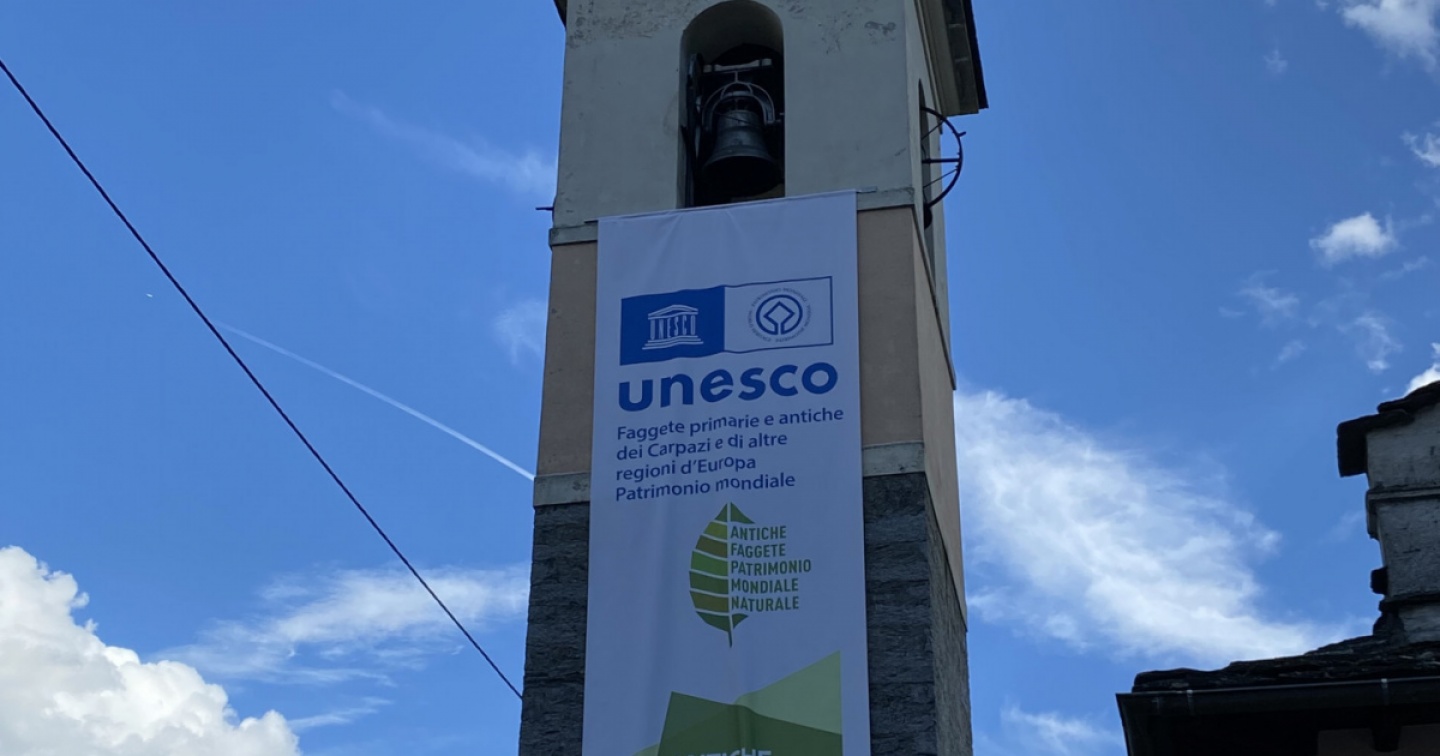 unesco
Faggete primarie e antiche
dei Carpazi e di altre
regioni d'Europa
Patrimonio mondiale
ANTICHE
FAGGETE
PATRIMONIO
MONDIALE
NATURALE